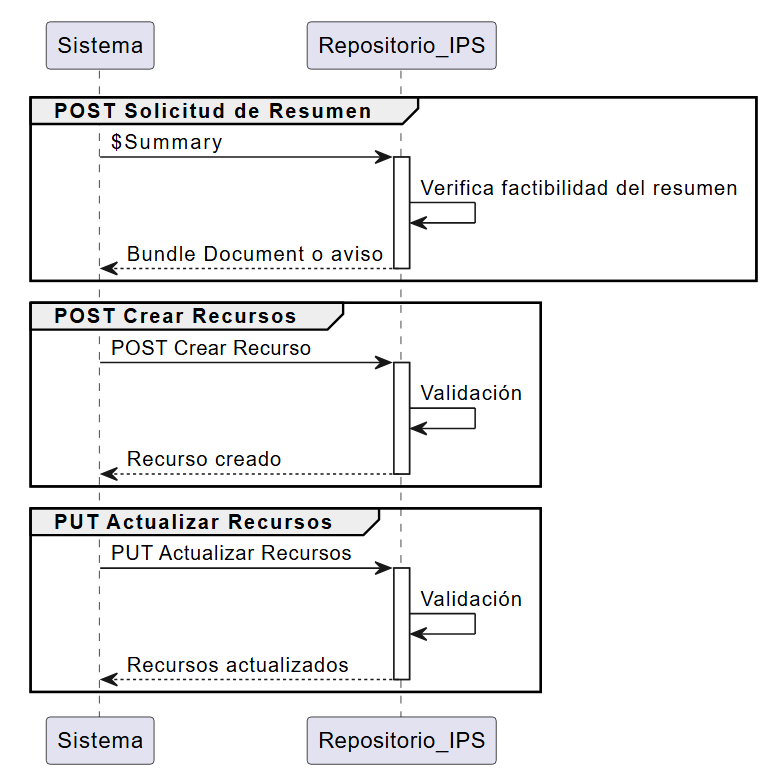 Sistema
Repositorio_IPS
POST Solicitud de Resumen
$Summary
Verifica factibilidad del resumen
Bundle Document o aviso
POST Crear Recursos
POST Crear Recurso
Validación
Recurso creado
PUT Actualizar Recursos
PUT Actualizar Recursos
Validación
Recursos actualizados
Sistema
Repositorio_IPS